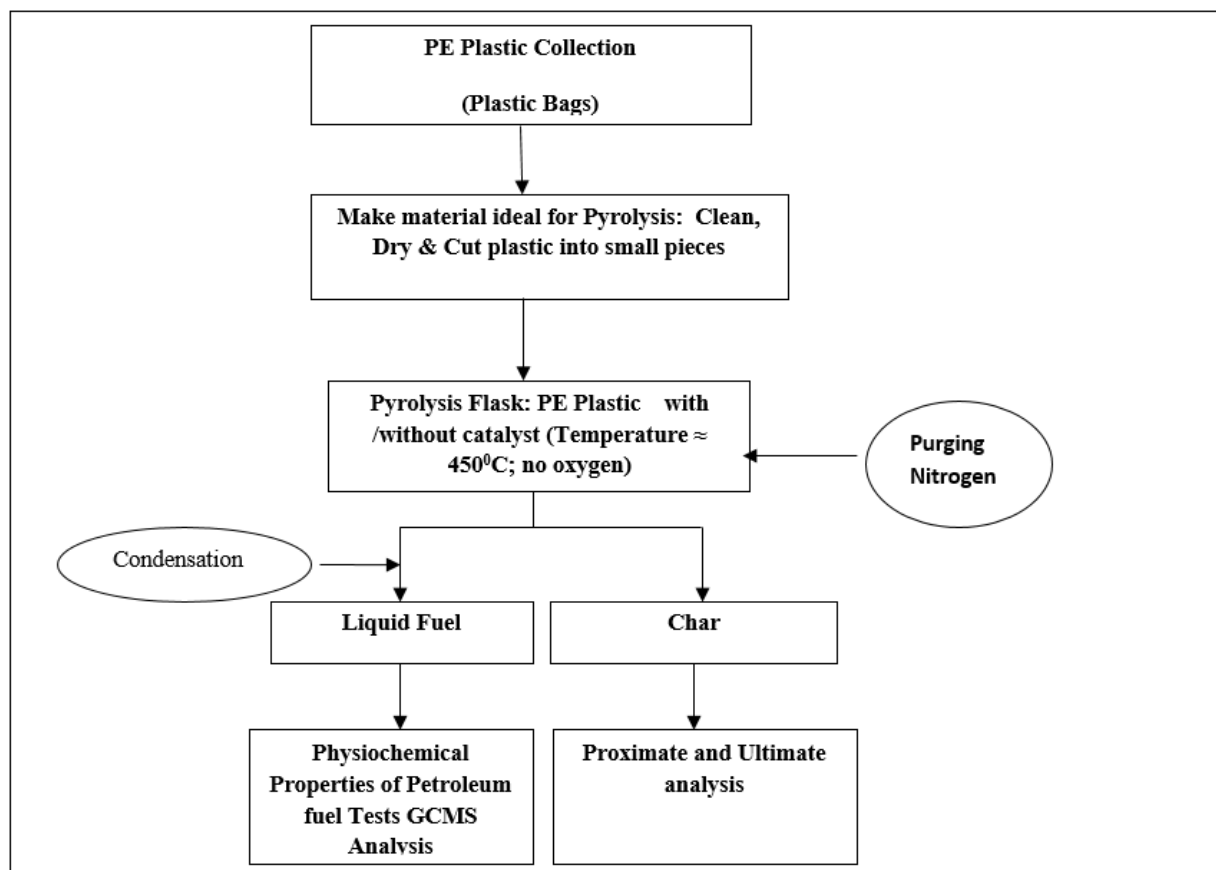 PE Plastic Collection
(Plastic Bags)
Make material ideal for Pyrolysis: Clean,
Dry & Cut plastic into small pieces
Pyrolysis Flask: PE Plastic with
/without catalyst (Temperature ≈
450⁰C; no oxygen)
Purging
Nitrogen
Condensation
Liquid Fuel
Char
Physiochemical
Properties of Petroleum
fuel Tests GCMS
Analysis
Proximate and Ultimate
analysis